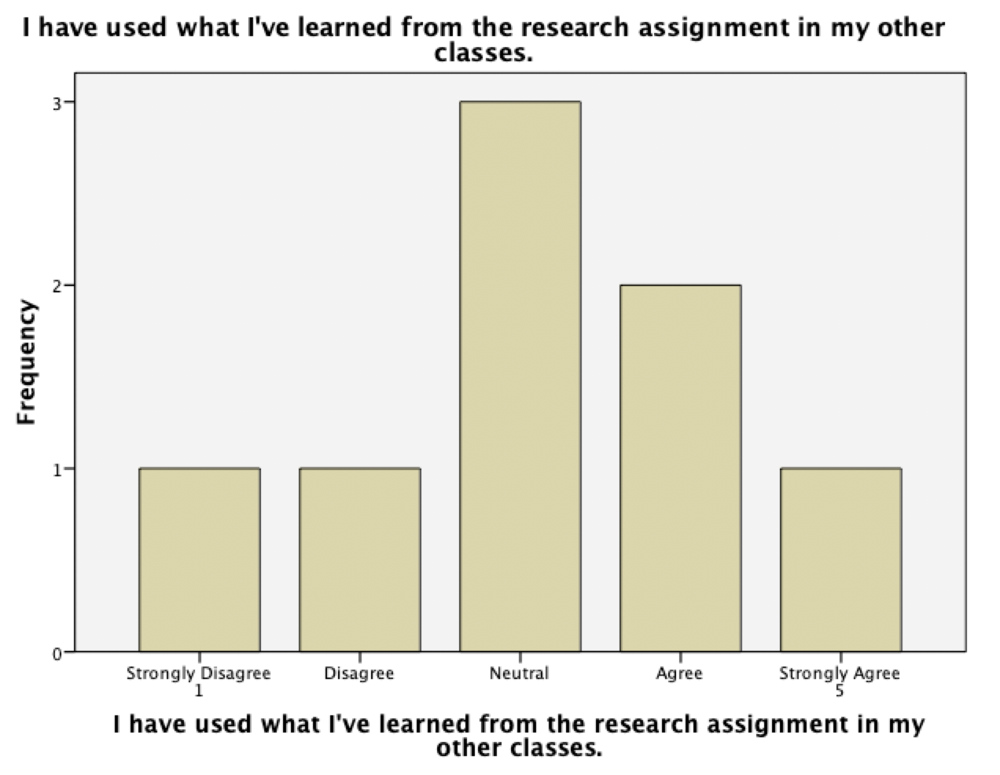 I have used what I've learned from the research assignment in my other
classes.
Frequency
3
2
1
0
Strongly Disagree Disagree Neutral Agree Strongly Agree
1 5
I have used what I've learned from the research assignment in my
other classes.